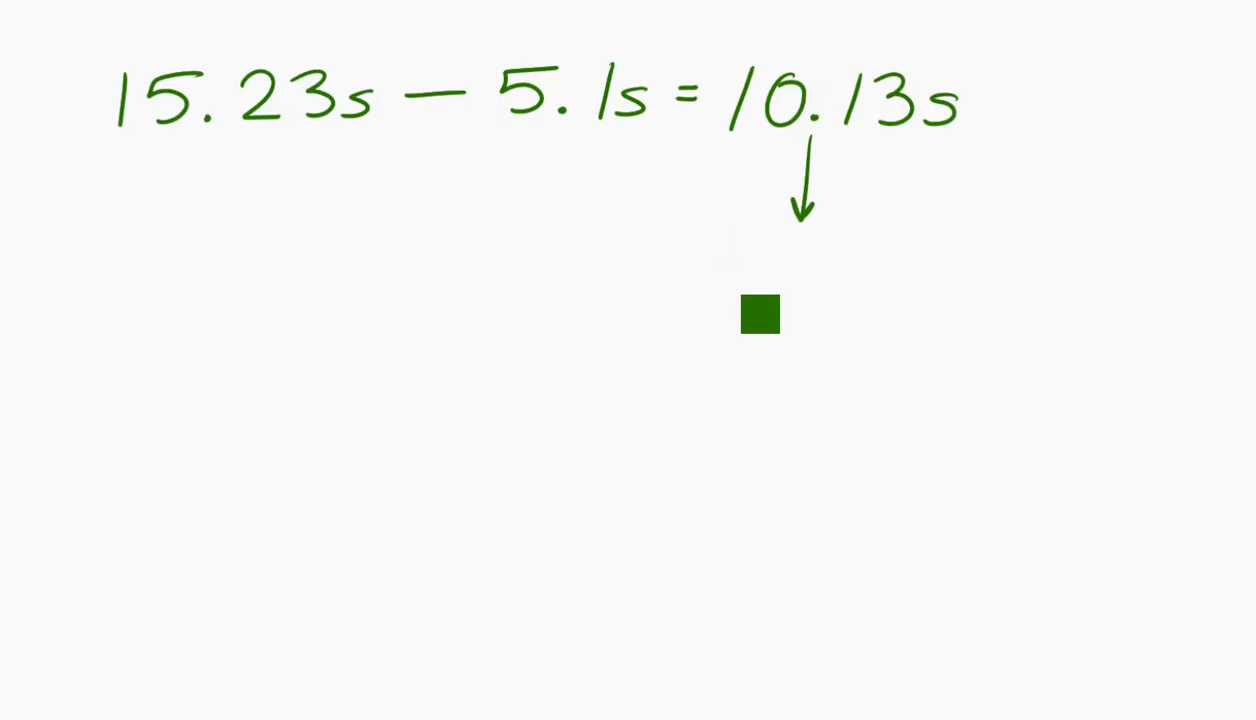 15.23s — 5.1s = 10.13s